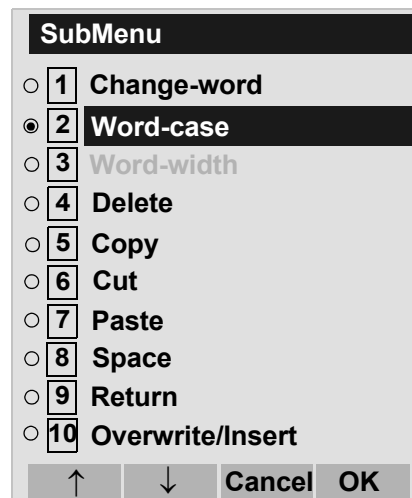 SubMenu
1 Change-word
2 Word-case
3 Word-width
4 Delete
5 Copy
6 Cut
7 Paste
8 Space
9 Return
10 Overwrite/Insert
↑ ↓ Cancel OK